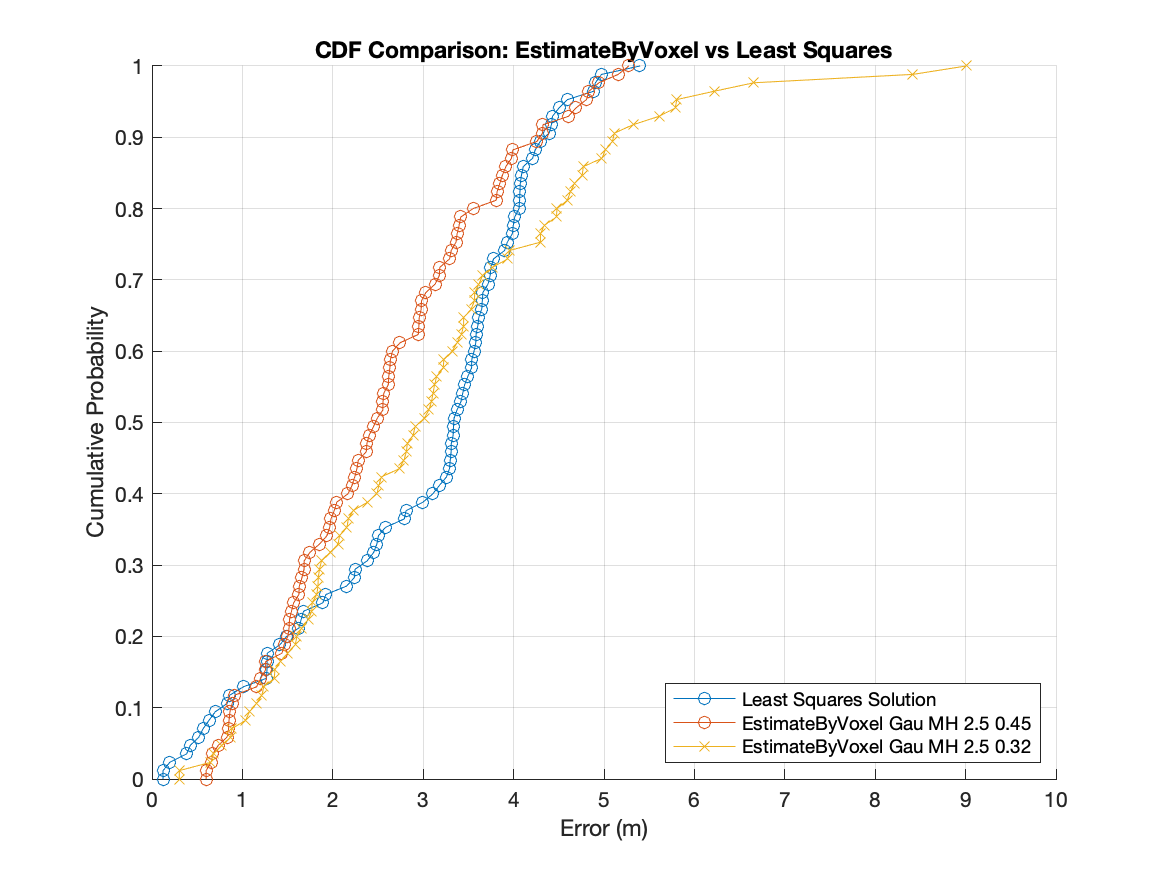 CDF Comparison: EstimateByVoxel vs Least Squares
1
0.9
0.8
0.7
0.6
0.5
0.4
0.3
0.2
0.1
0
Cumulative Probability
Least Squares Solution
EstimateByVoxel Gau MH 2.5 0.45
EstimateByVoxel Gau MH 2.5 0.32
0 1 2 3 4 5 6 7 8 9 10
Error (m)